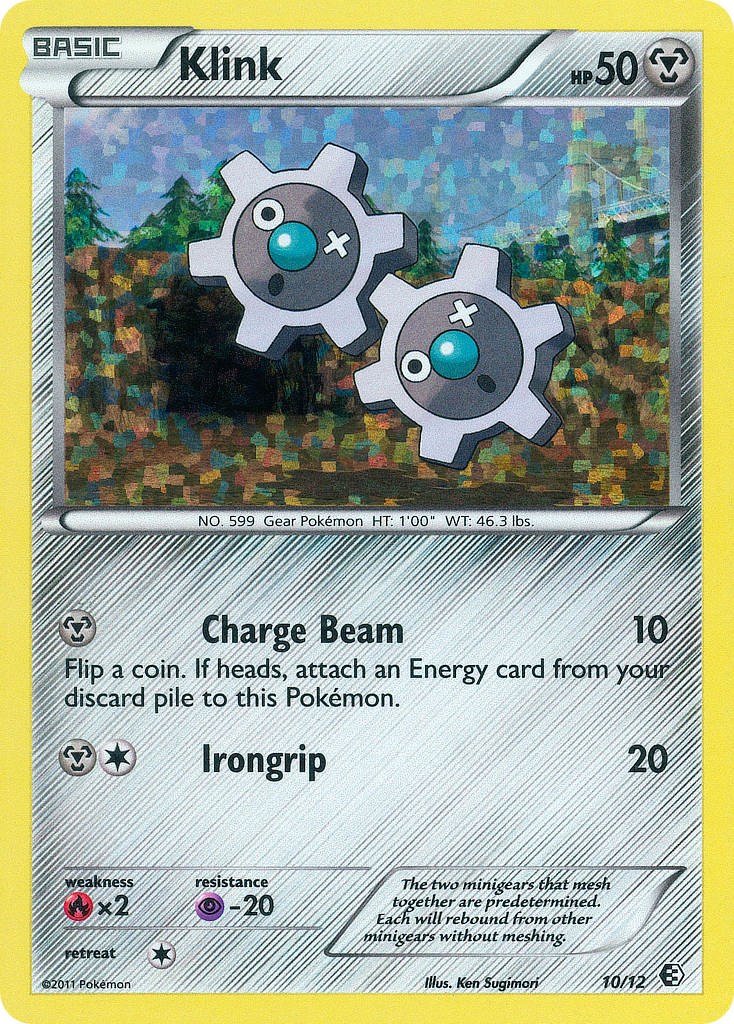 BASIC
Klink
HP 50
NO. 599 Gear Pokémon HT: 1'00" WT: 46.3 lbs.
Charge Beam 10
Flip a coin. If heads, attach an Energy card from your
discard pile to this Pokémon.
Irongrip 20
weakness resistance
×2 -20
retreat
The two minigears that mesh
together are predetermined.
Each will rebound from other
minigears without meshing.
©2011 Pokémon Illus. Ken Sugimori 10/12